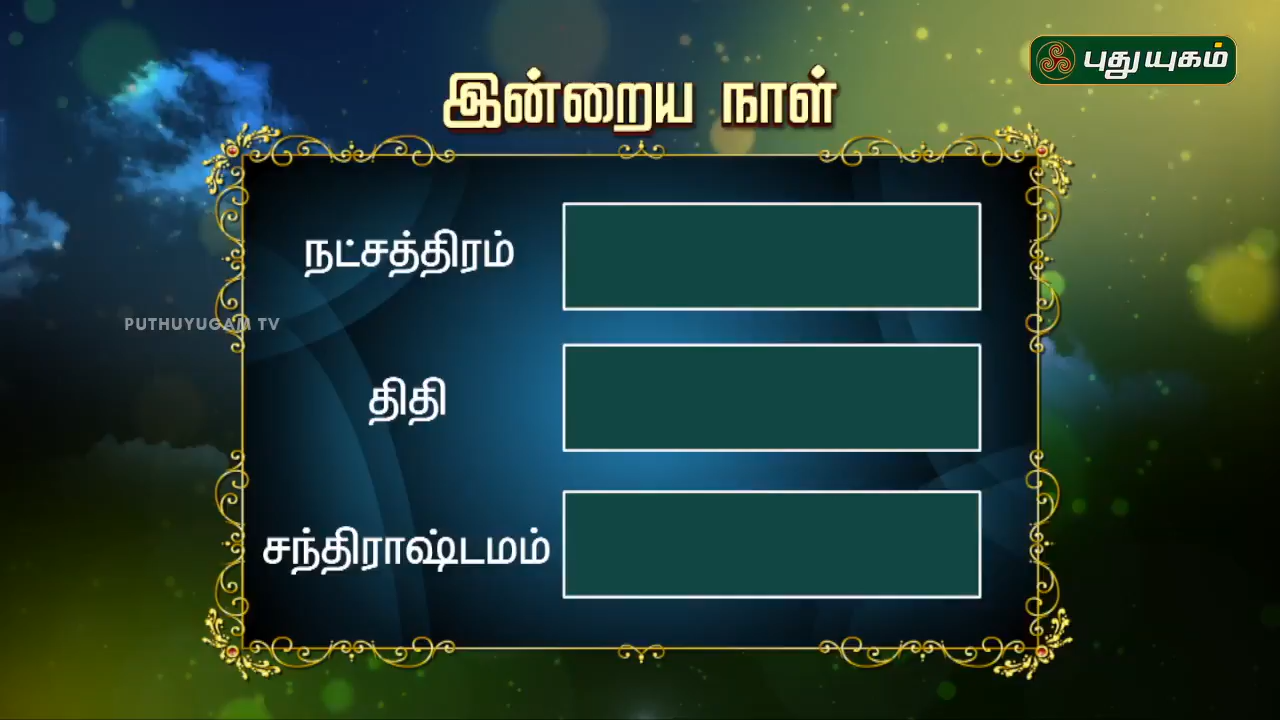 புதுயுகம்
இன்றைய நாள்
நட்சத்திரம்
PUTHUYUGAM TV
திதி
சந்திராஷ்டமம்